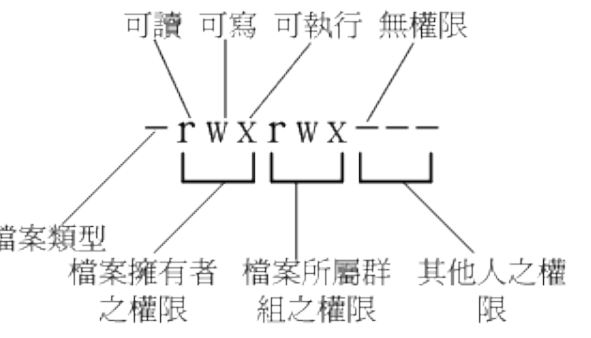 可讀 可寫 可執行 無權限
-rwxrwx---
檔案類型
檔案擁有者
之權限
檔案所屬群
組之權限
其他人之權
限